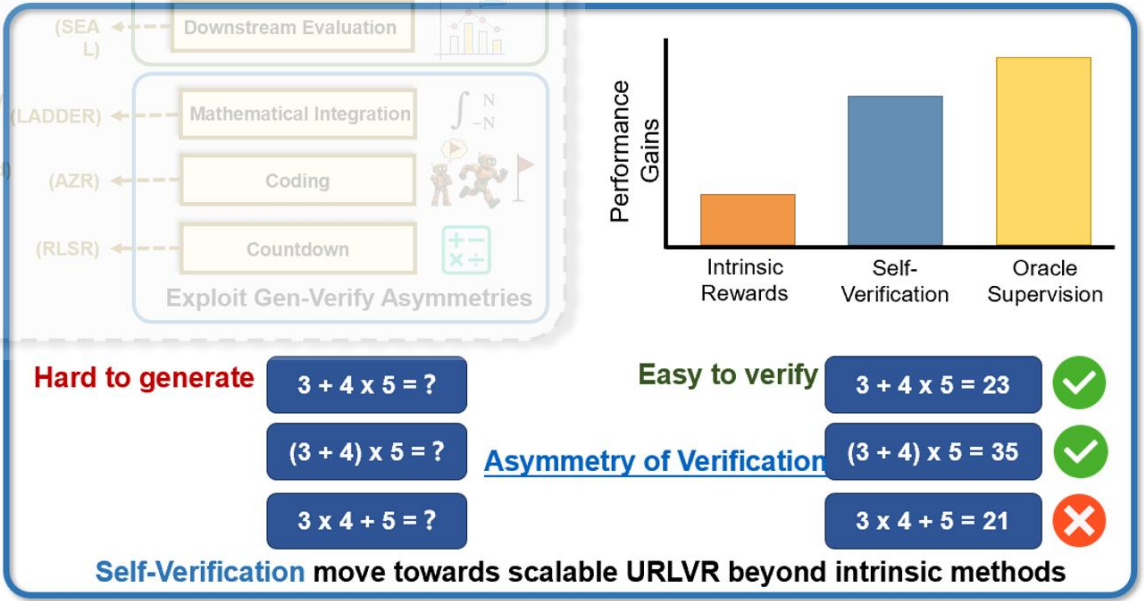 (SEA
L)
Downstream Evaluation
(LADDER)
Mathematical Integration
∫ N
-N
(AZR)
Coding
(RLSR)
Countdown
+ −
× ÷
Exploit Gen-Verify Asymmetries
Performance
Gains
Intrinsic
Rewards
Self-
Verification
Oracle
Supervision
Hard to generate
3 + 4 x 5 = ?
(3 + 4) x 5 = ?
3 x 4 + 5 = ?
Asymmetry of Verification
Easy to verify
3 + 4 x 5 = 23
(3 + 4) x 5 = 35
3 x 4 + 5 = 21
Self-Verification move towards scalable URLVR beyond intrinsic methods